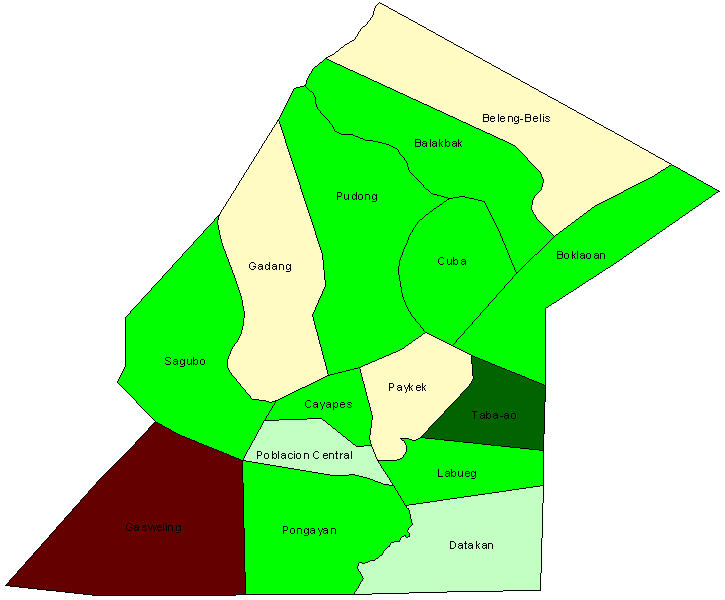 Beleng-Belis
Balakbak
Pudong
Boklaoan
Cuba
Gadang
Sagubo
Paykek
Cayapes
Taba-ao
Poblacion Central
Labueg
Gaswiling
Pongayan
Datakan